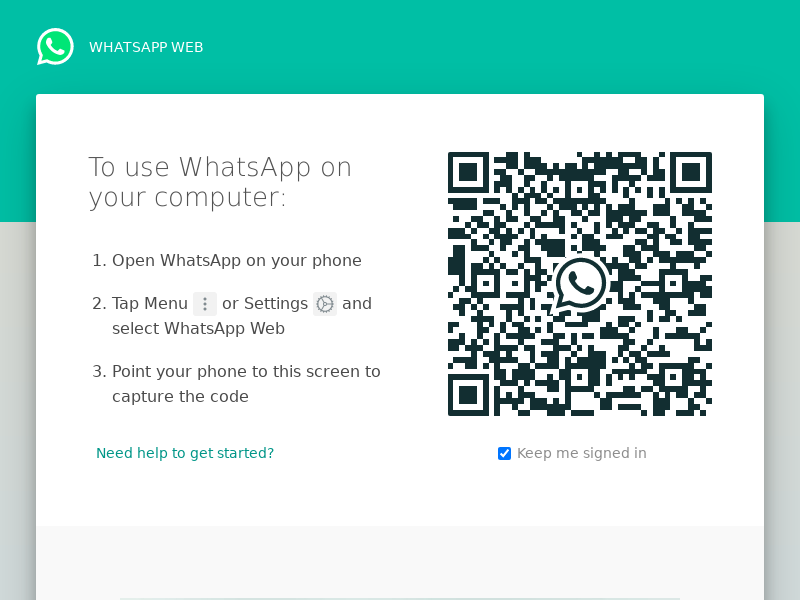 WHATSAPP WEB
To use WhatsApp on
your computer:
1. Open WhatsApp on your phone
2. Tap Menu or Settings and
select WhatsApp Web
3. Point your phone to this screen to
capture the code
Need help to get started?
Keep me signed in